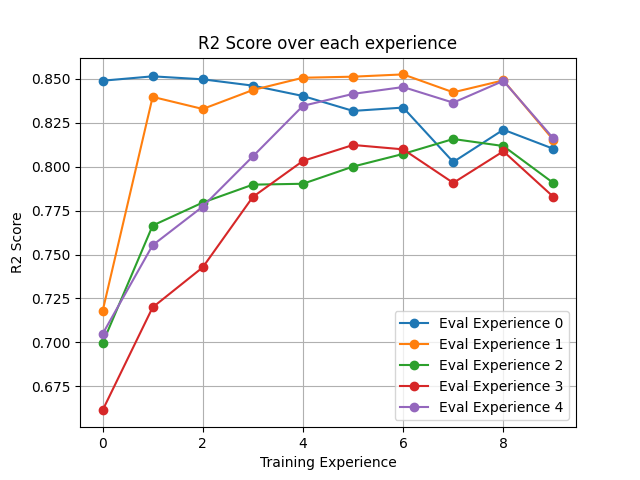 R2 Score over each experience
0.850
0.825
0.800
0.775
0.750
0.725
0.700
0.675
R2 Score
Eval Experience 0
Eval Experience 1
Eval Experience 2
Eval Experience 3
Eval Experience 4
0 2 4 6 8
Training Experience